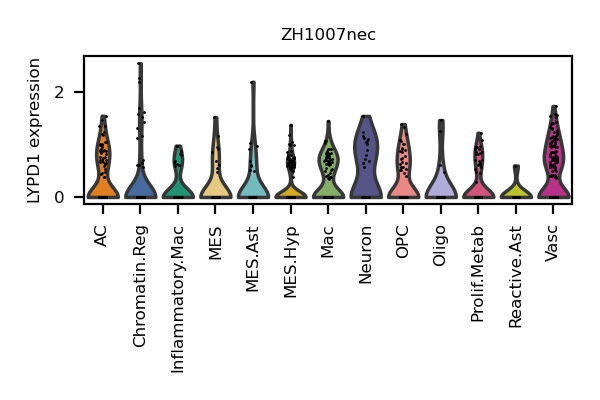 ZH1007nec
LYPD1 expression
2
0
AC
Chromatin.Reg
Inflammatory.Mac
MES
MES.Ast
MES.Hyp
Mac
Neuron
OPC
Oligo
Prolif.Metab
Reactive.Ast
Vasc